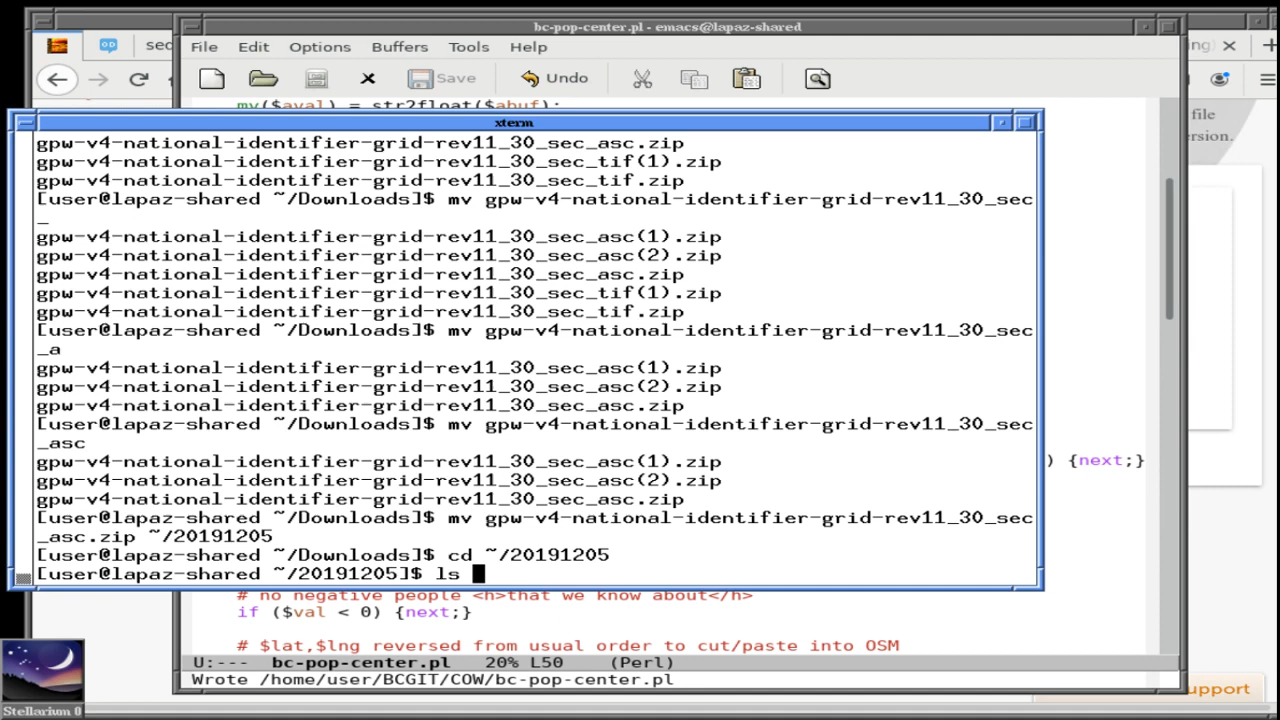 bc-pop-center.pl - emacs@lapaz-shared
sec
ing)
File Edit Options Buffers Tools Help
Save Undo
file
ersion.
my($aval) = str2float($abuf);
xterm
gpw-v4-national-identifier-grid-rev11_30_sec_asc.zip
gpw-v4-national-identifier-grid-rev11_30_sec_tif(1).zip
gpw-v4-national-identifier-grid-rev11_30_sec_tif.zip
[user@lapaz-shared ~/Downloads]$ mv gpw-v4-national-identifier-grid-rev11_30_sec
_
gpw-v4-national-identifier-grid-rev11_30_sec_asc(1).zip
gpw-v4-national-identifier-grid-rev11_30_sec_asc(2).zip
gpw-v4-national-identifier-grid-rev11_30_sec_asc.zip
gpw-v4-national-identifier-grid-rev11_30_sec_tif(1).zip
gpw-v4-national-identifier-grid-rev11_30_sec_tif.zip
[user@lapaz-shared ~/Downloads]$ mv gpw-v4-national-identifier-grid-rev11_30_sec
_a
gpw-v4-national-identifier-grid-rev11_30_sec_asc(1).zip
gpw-v4-national-identifier-grid-rev11_30_sec_asc(2).zip
gpw-v4-national-identifier-grid-rev11_30_sec_asc.zip
[user@lapaz-shared ~/Downloads]$ mv gpw-v4-national-identifier-grid-rev11_30_sec
_asc
gpw-v4-national-identifier-grid-rev11_30_sec_asc(1).zip
gpw-v4-national-identifier-grid-rev11_30_sec_asc(2).zip
gpw-v4-national-identifier-grid-rev11_30_sec_asc.zip
[user@lapaz-shared ~/Downloads]$ mv gpw-v4-national-identifier-grid-rev11_30_sec
_asc.zip ~/20191205
[user@lapaz-shared ~/Downloads]$ cd ~/20191205
[user@lapaz-shared ~/20191205]$ ls
) {next;}
# no negative people <h>that we know about</h>
if ($val < 0) {next;}
# $lat,$lng reversed from usual order to cut/paste into OSM
U:--- bc-pop-center.pl 20% L50 (Perl)
Wrote /home/user/BCGIT/COW/bc-pop-center.pl
upport
Stellarium 0